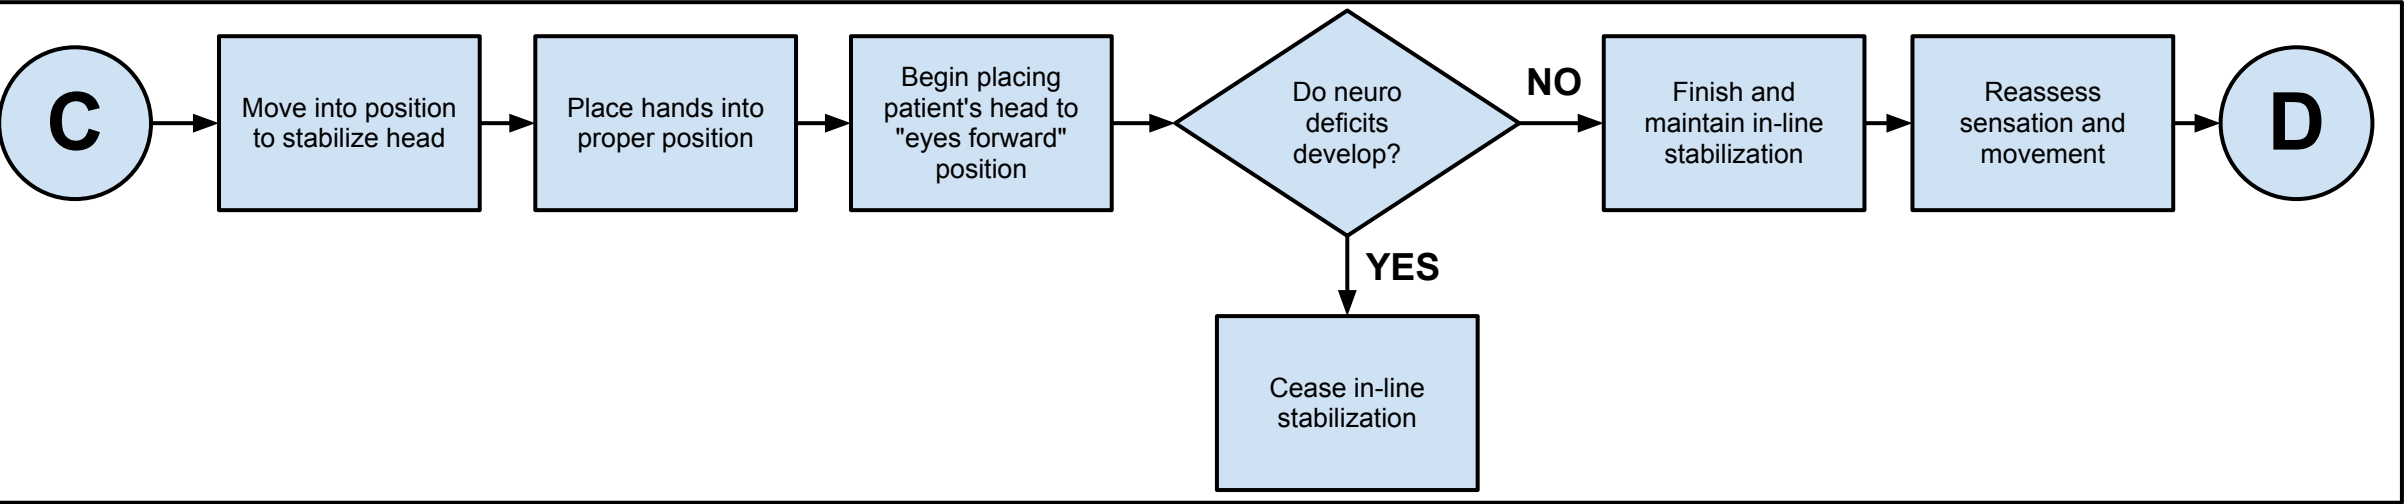 C
Move into position
to stabilize head
Place hands into
proper position
Begin placing
patient's head to
"eyes forward"
position
Do neuro
deficits
develop?
NO
Finish and
maintain in-line
stabilization
Reassess
sensation and
movement
D
YES
Cease in-line
stabilization